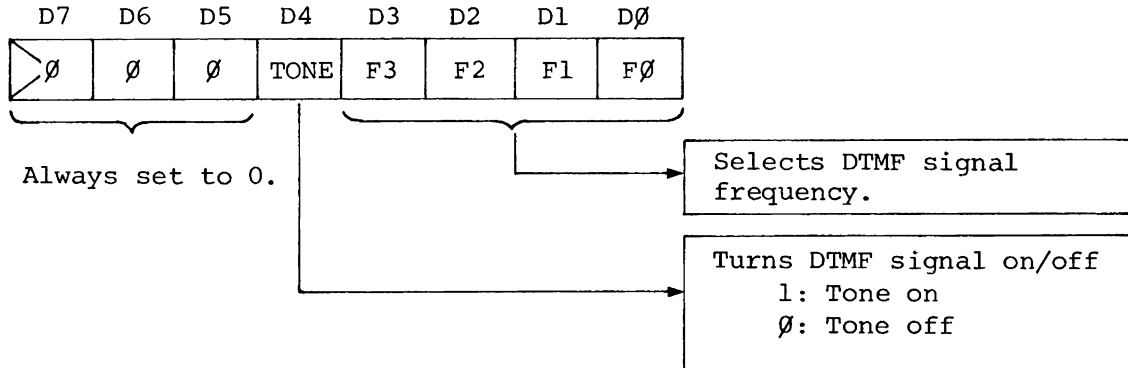 D7 D6 D5 D4 D3 D2 D1 DØ
Ø Ø Ø TONE F3 F2 F1 FØ
Always set to 0.
Selects DTMF signal
frequency.
Turns DTMF signal on/off
1: Tone on
Ø: Tone off